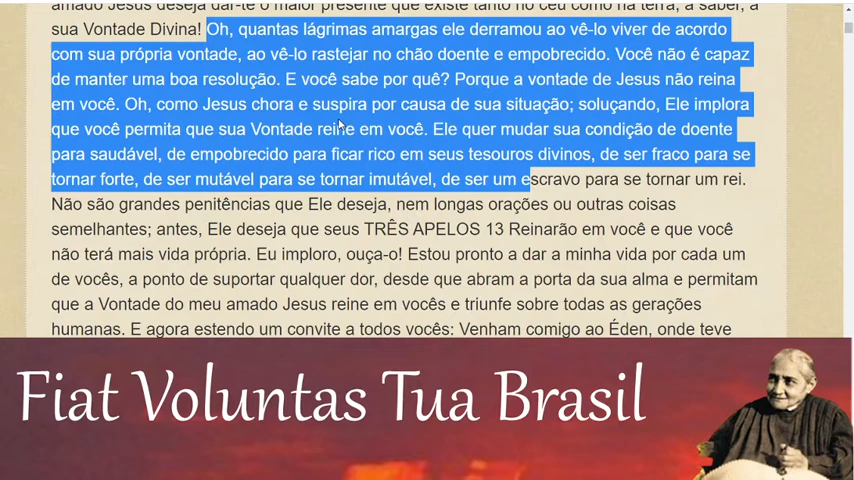 amado Jesus deseja dar-te o maior presente que existe tanto no céu como na terra, a saber, a
sua Vontade Divina! Oh, quantas lágrimas amargas ele derramou ao vê-lo viver de acordo
com sua própria vontade, ao vê-lo rastejar no chão doente e empobrecido. Você não é capaz
de manter uma boa resolução. E você sabe por quê? Porque a vontade de Jesus não reina
em você. Oh, como Jesus chora e suspira por causa de sua situação; soluçando, Ele implora
que você permita que sua Vontade reine em você. Ele quer mudar sua condição de doente
para saudável, de empobrecido para ficar rico em seus tesouros divinos, de ser fraco para se
tornar forte, de ser mutável para se tornar imutável, de ser um escravo para se tornar um rei.
Não são grandes penitências que Ele deseja, nem longas orações ou outras coisas
semelhantes; antes, Ele deseja que seus TRÊS APELOS 13 Reinarão em você e que você
não terá mais vida própria. Eu imploro, ouça-o! Estou pronto a dar a minha vida por cada um
de vocês, a ponto de suportar qualquer dor, desde que abram a porta da sua alma e permitam
que a Vontade do meu amado Jesus reine em vocês e triunfe sobre todas as gerações
humanas. E agora estendo um convite a todos vocês: Venham comigo ao Éden, onde teve
Fiat Voluntas Tua Brasil